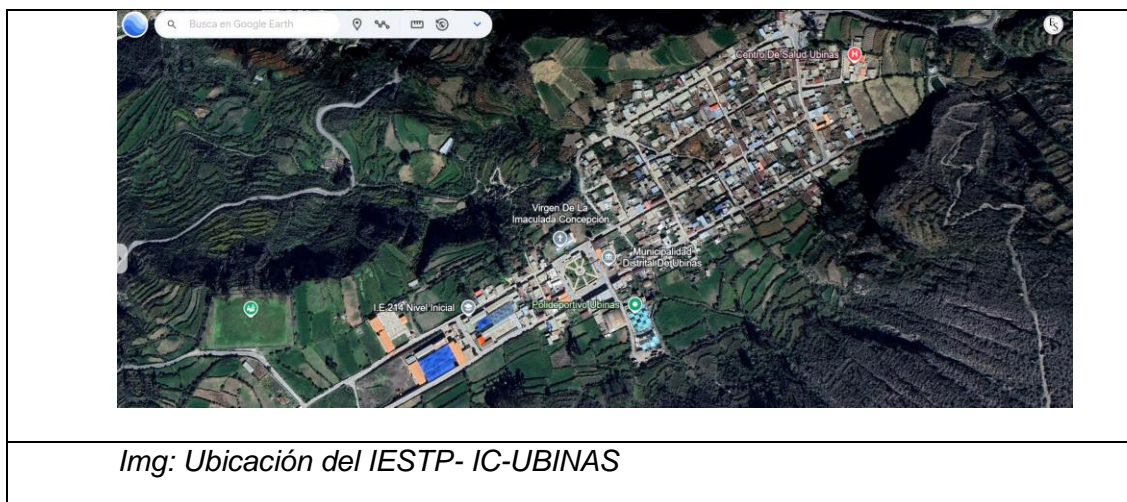 Busca en Google Earth
ES
Centro De Salud Ubinas
H
Virgen De La
Imaculada Concepción
Municipalidad
Distrital De Ubinas
I.E.214 Nivel Inicial
Polideportivo Ubinas
Img: Ubicación del IESTP- IC-UBINAS